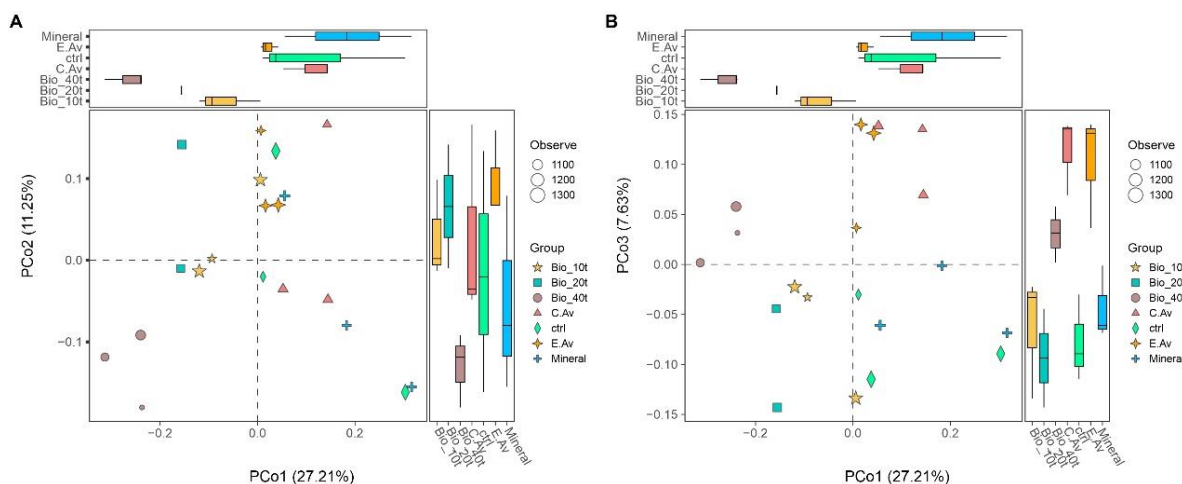 A
Mineral
E.Av
ctrl
C.Av
Bio_40t
Bio_20t
Bio_10t
PCo2 (11.25%)
0.1
0.0
−0.1
−0.2
0.0
0.2
PCo1 (27.21%)
Bio_10t
Bio_20t
Bio_40t
C.Av
ctrl
E.Av
Mineral
Observe
1100
1200
1300
Group
Bio_10t
Bio_20t
Bio_40t
C.Av
ctrl
E.Av
Mineral
B
Mineral
E.Av
ctrl
C.Av
Bio_40t
Bio_20t
Bio_10t
PCo3 (7.63%)
0.15
0.10
0.05
0.00
−0.05
−0.10
−0.15
−0.2
0.0
0.2
PCo1 (27.21%)
Bio_10t
Bio_20t
Bio_40t
C.Av
ctrl
E.Av
Mineral
Observe
1100
1200
1300
Group
Bio_10
Bio_20
Bio_40
C.Av
ctrl
E.Av
Mineral